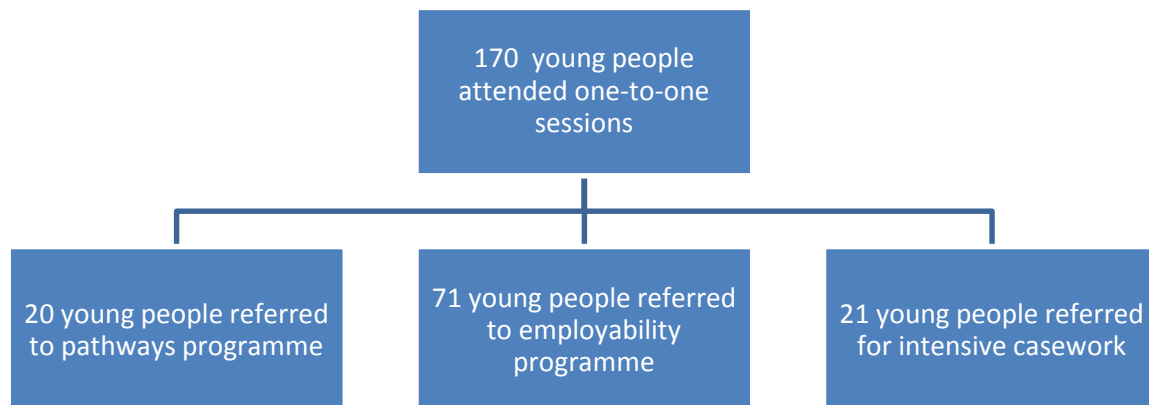 170  young people
attended one-to-one
sessions
20 young people referred
to pathways programme
71 young people referred
to employability
programme
21 young people referred
for intensive casework